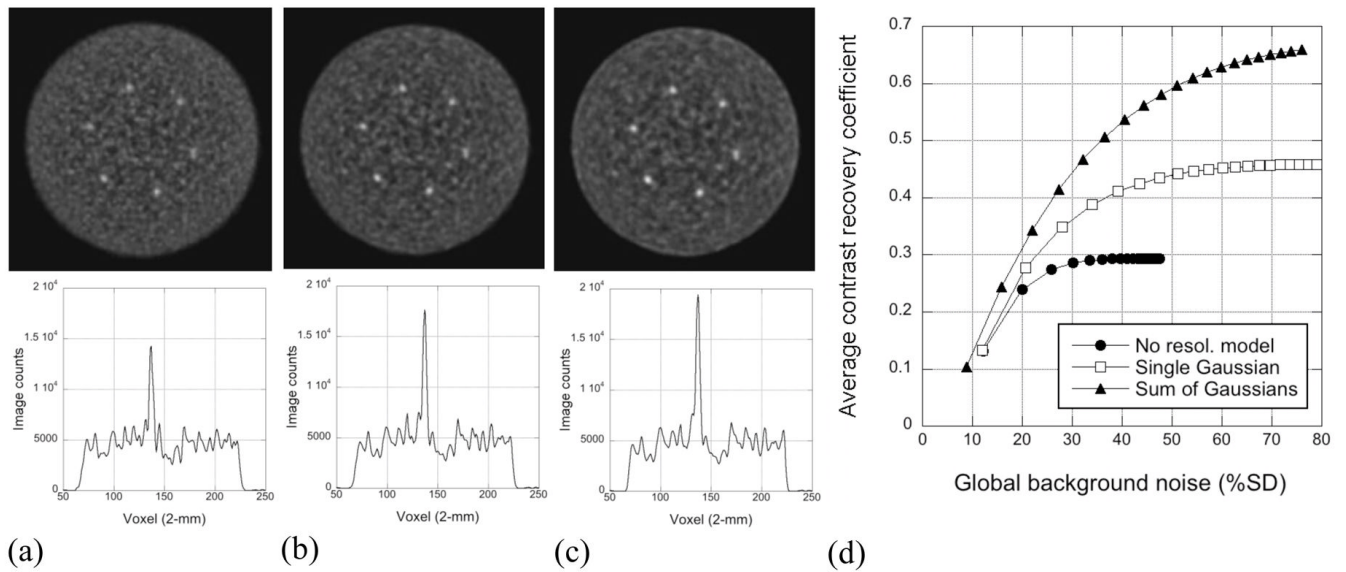 2 10⁴
1.5 10⁴
1 10⁴
5000
0
50 100 150 200 250
Image counts
Voxel (2-mm)
(a)
2 10⁴
1.5 10⁴
1 10⁴
5000
0
50 100 150 200 250
Image counts
Voxel (2-mm)
(b)
2 10⁴
1.5 10⁴
1 10⁴
5000
0
50 100 150 200 250
Image counts
Voxel (2-mm)
(c)
Average contrast recovery coefficient
0.7
0.6
0.5
0.4
0.3
0.2
0.1
0
0 10 20 30 40 50 60 70 80
No resol. model
Single Gaussian
Sum of Gaussians
Global background noise (%SD)
(d)